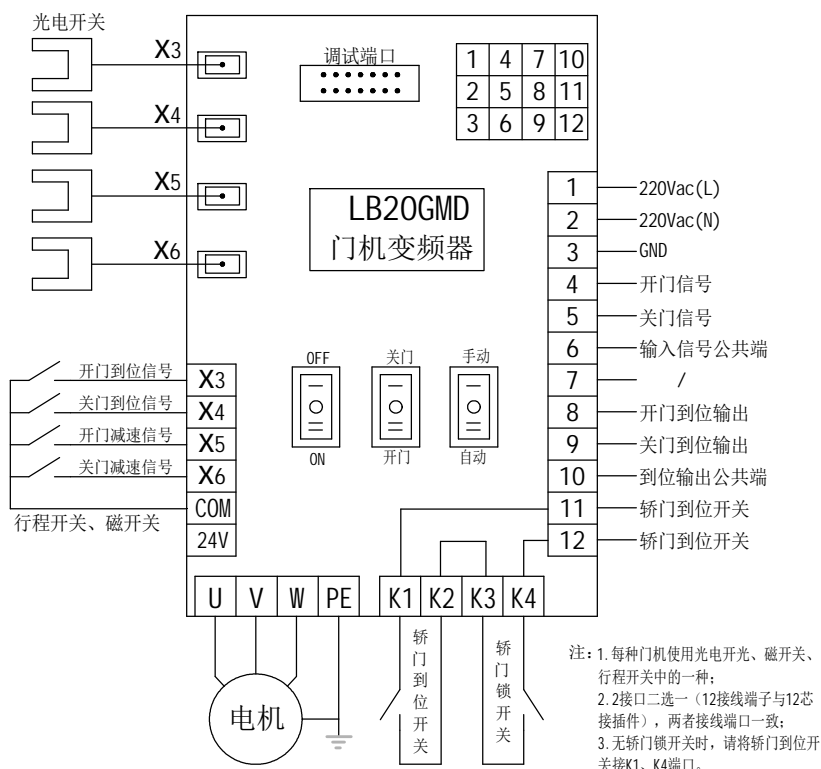 光电开关
X3
X4
X5
X6
调试端口
1 4 7 10
2 5 8 11
3 6 9 12
LB20GMD
门机变频器
1 220Vac(L)
2 220Vac(N)
3 GND
4 开门信号
5 关门信号
6 输入信号公共端
7 /
8 开门到位输出
9 关门到位输出
10 到位输出公共端
11 轿门到位开关
12 轿门到位开关
OFF 关门 手动
ON 开门 自动
开门到位信号 X3
关门到位信号 X4
开门减速信号 X5
关门减速信号 X6
COM
24V
行程开关、磁开关
U V W PE K1 K2 K3 K4
电机
轿门到位开关
轿门锁开关
注:1.每种门机使用光电开光、磁开关、
行程开关中的一种;
2.2接口二选一(12接线端子与12芯
接插件),两者接线端口一致;
3.无轿门锁开关时,请将轿门到位开
关接K1、K4端口。